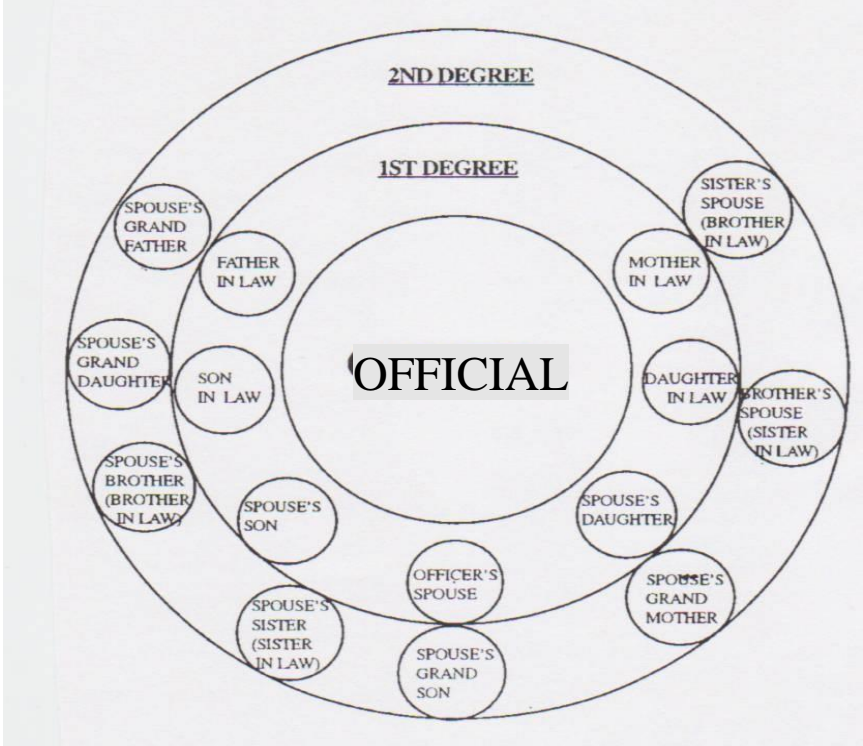 2ND DEGREE
1ST DEGREE
SPOUSE'S
GRAND
FATHER
FATHER
IN LAW
MOTHER
IN LAW
SISTER'S
SPOUSE
(BROTHER
IN LAW)
SPOUSE'S
GRAND
DAUGHTER
SON
IN LAW
OFFICIAL
DAUGHTER
IN LAW
BROTHER'S
SPOUSE
(SISTER
IN LAW)
SPOUSE'S
BROTHER
(BROTHER
IN LAW)
SPOUSE'S
SON
SPOUSE'S
DAUGHTER
OFFICER'S
SPOUSE
SPOUSE'S
GRAND
MOTHER
SPOUSE'S
SISTER
(SISTER
IN LAW)
SPOUSE'S
GRAND
SON